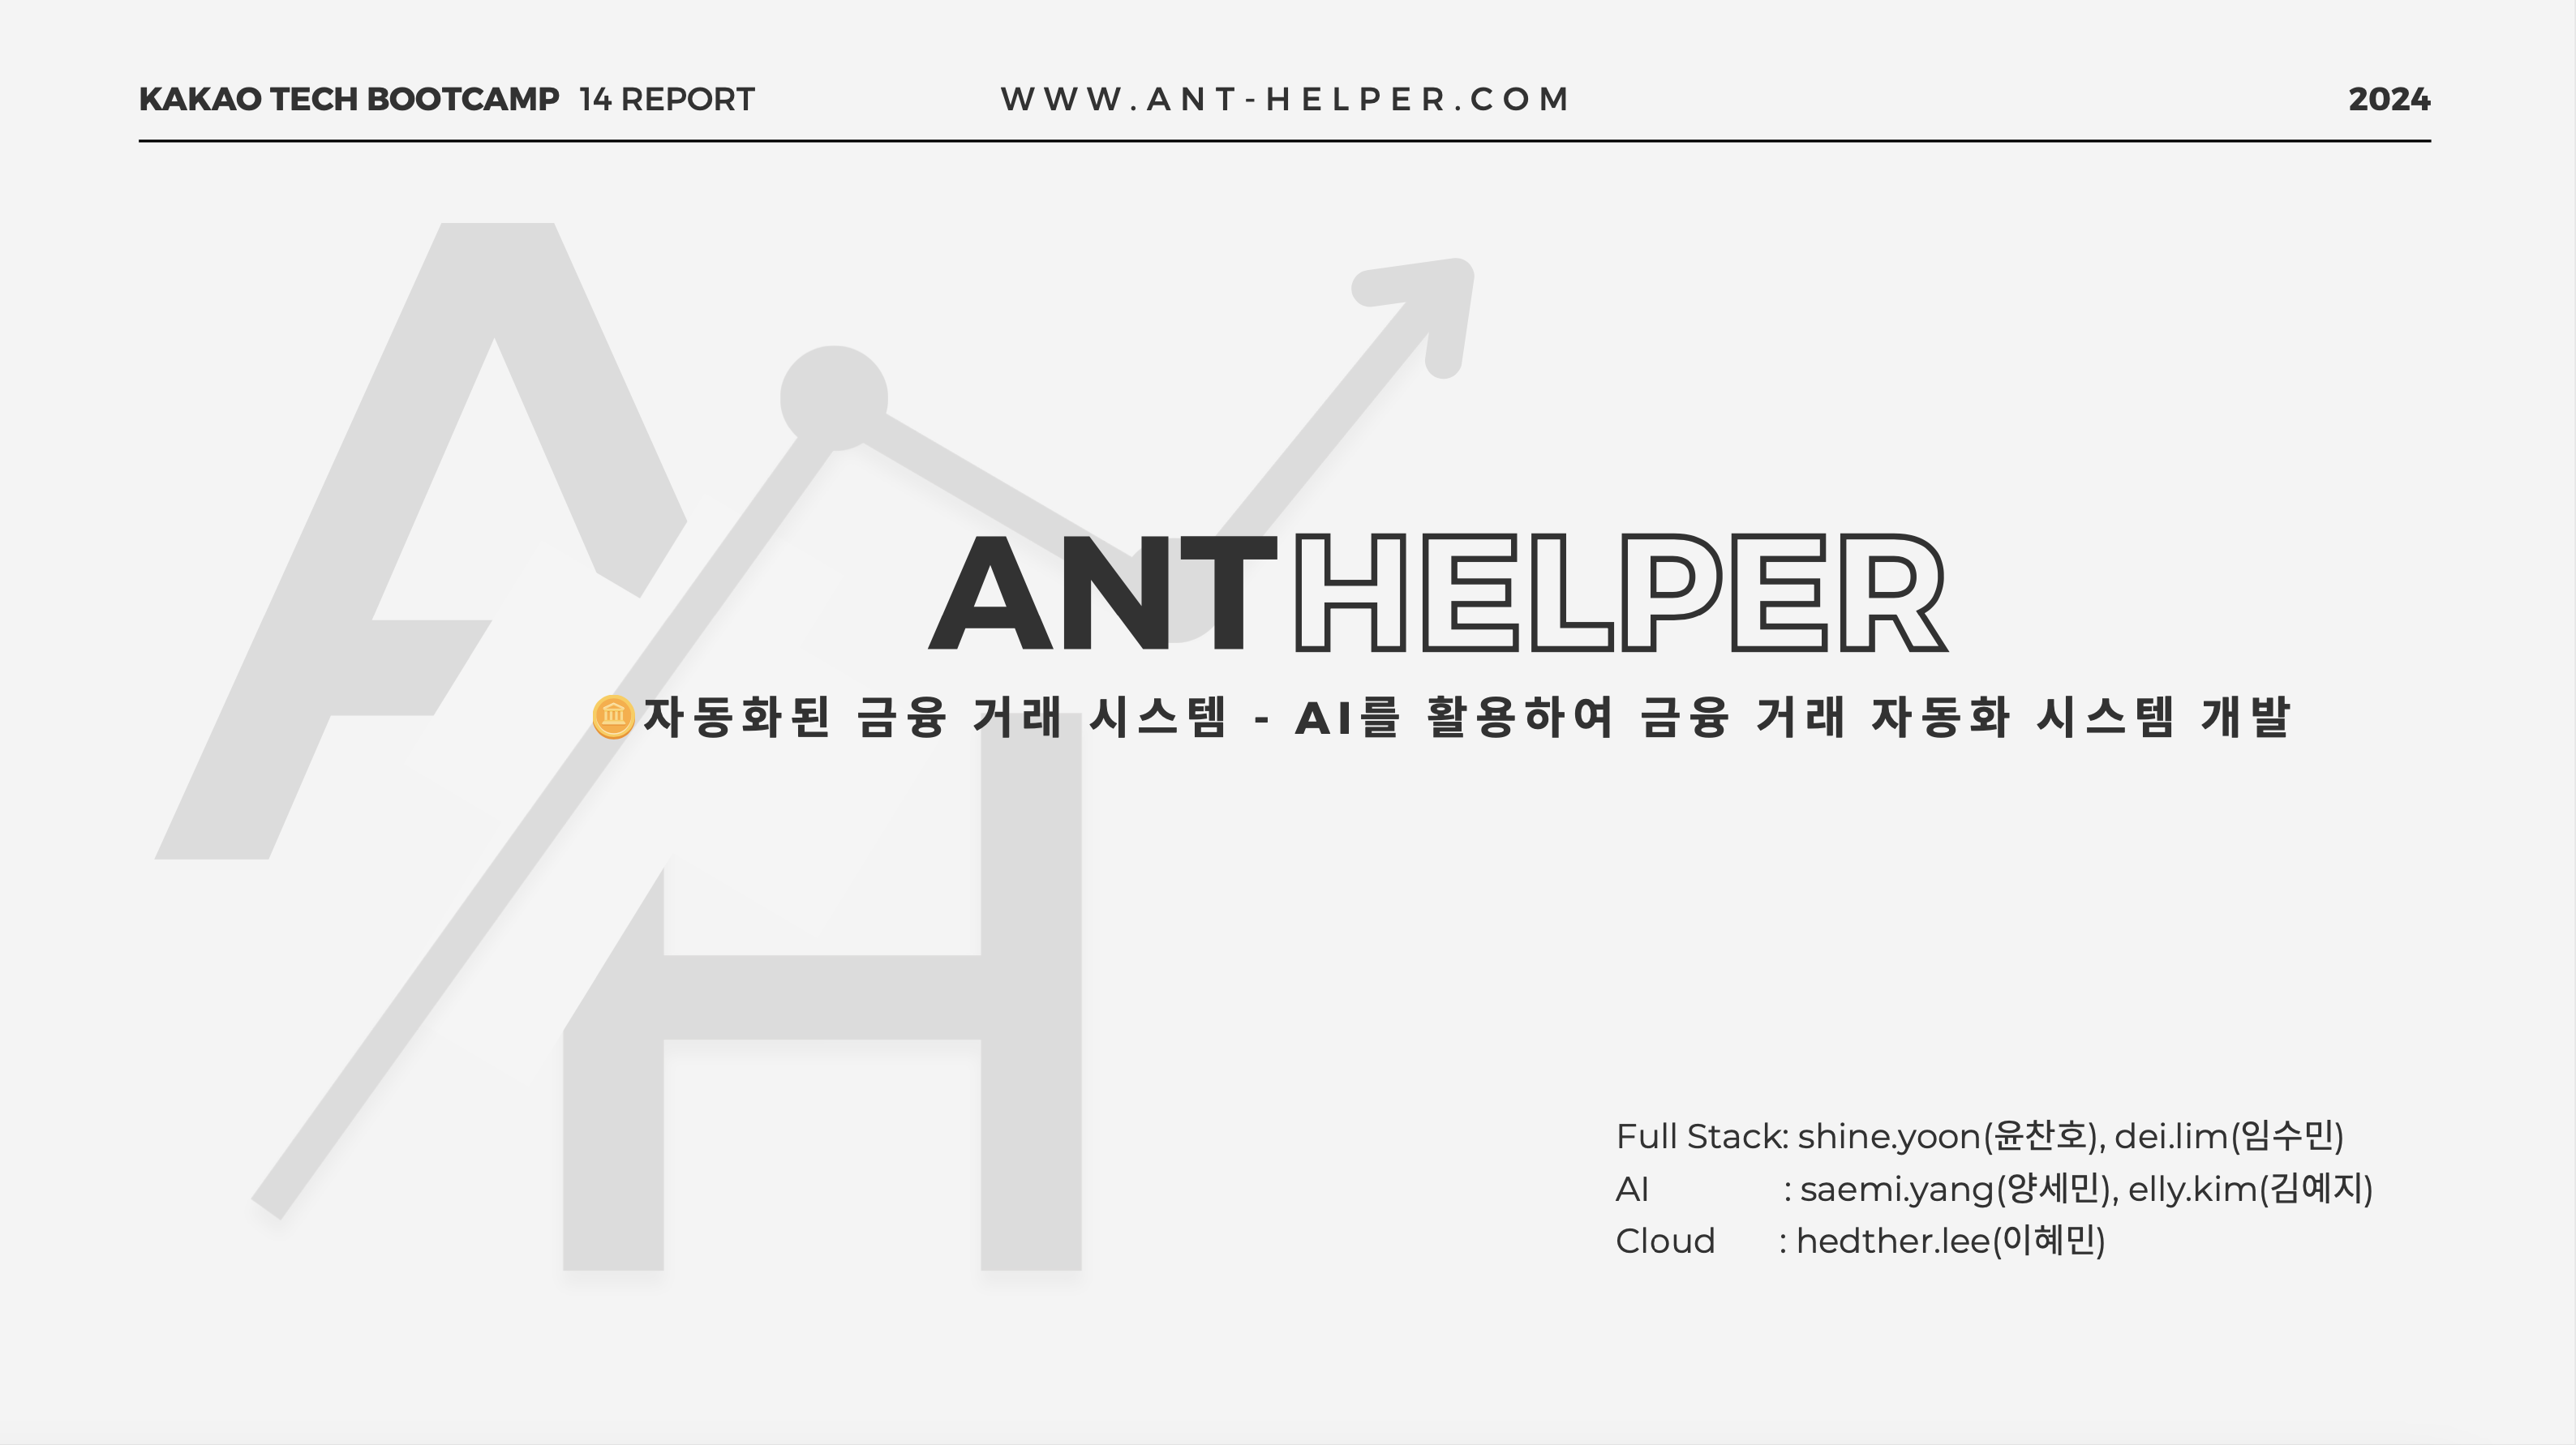 KAKAO TECH BOOTCAMP 14 REPORT
WWW.ANT-HELPER.COM
2024
AH
ANTHELPER
자동화된 금융 거래 시스템 - AI를 활용하여 금융 거래 자동화 시스템 개발
Full Stack: shine.yoon(윤찬호), dei.lim(임수민)
AI : saemi.yang(양세민), elly.kim(김예지)
Cloud : hedther.lee(이혜민)